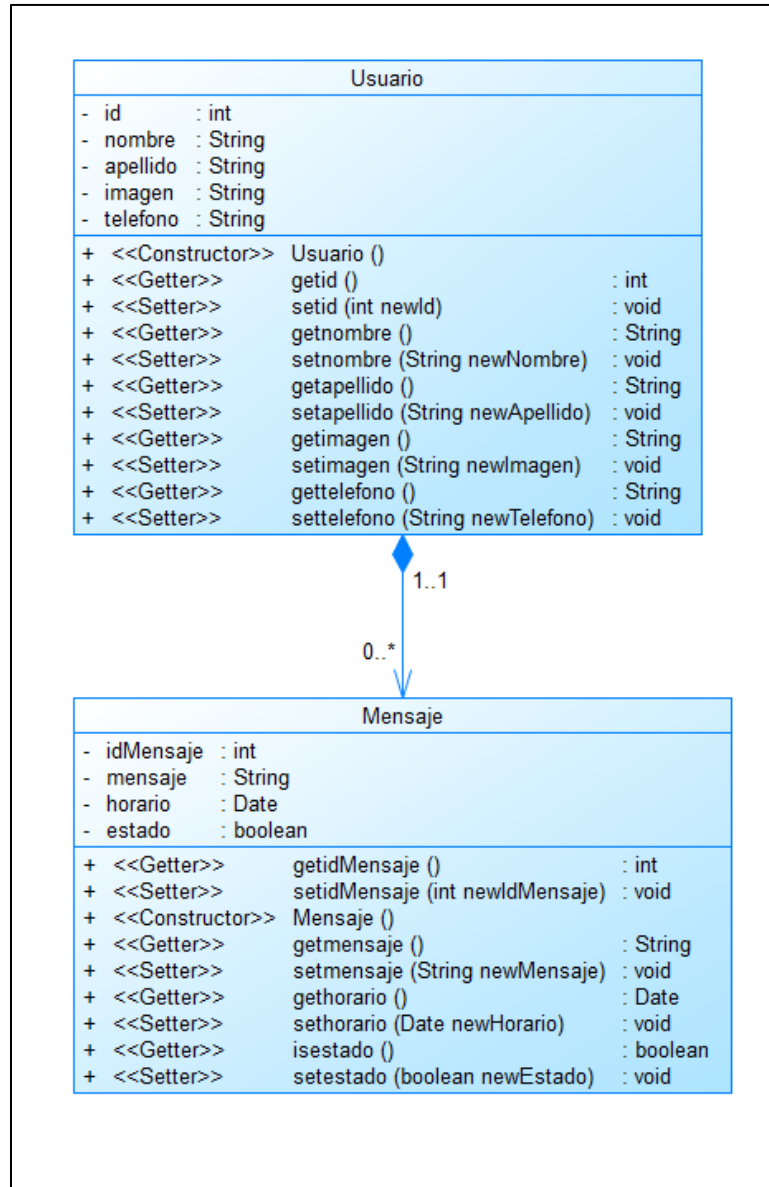 Usuario
- id : int
- nombre : String
- apellido : String
- imagen : String
- telefono : String
+ <<Constructor>> Usuario ()
+ <<Getter>> getid () : int
+ <<Setter>> setid (int newId) : void
+ <<Getter>> getnombre () : String
+ <<Setter>> setnombre (String newNombre) : void
+ <<Getter>> getapellido () : String
+ <<Setter>> setapellido (String newApellido) : void
+ <<Getter>> getimagen () : String
+ <<Setter>> setimagen (String newImagen) : void
+ <<Getter>> gettelefono () : String
+ <<Setter>> settelefono (String newTelefono) : void
1..1
0..*
Mensaje
- idMensaje : int
- mensaje : String
- horario : Date
- estado : boolean
+ <<Getter>> getidMensaje () : int
+ <<Setter>> setidMensaje (int newIdMensaje) : void
+ <<Constructor>> Mensaje ()
+ <<Getter>> getmensaje () : String
+ <<Setter>> setmensaje (String newMensaje) : void
+ <<Getter>> gethorario () : Date
+ <<Setter>> sethorario (Date newHorario) : void
+ <<Getter>> isestado () : boolean
+ <<Setter>> setestado (boolean newEstado) : void